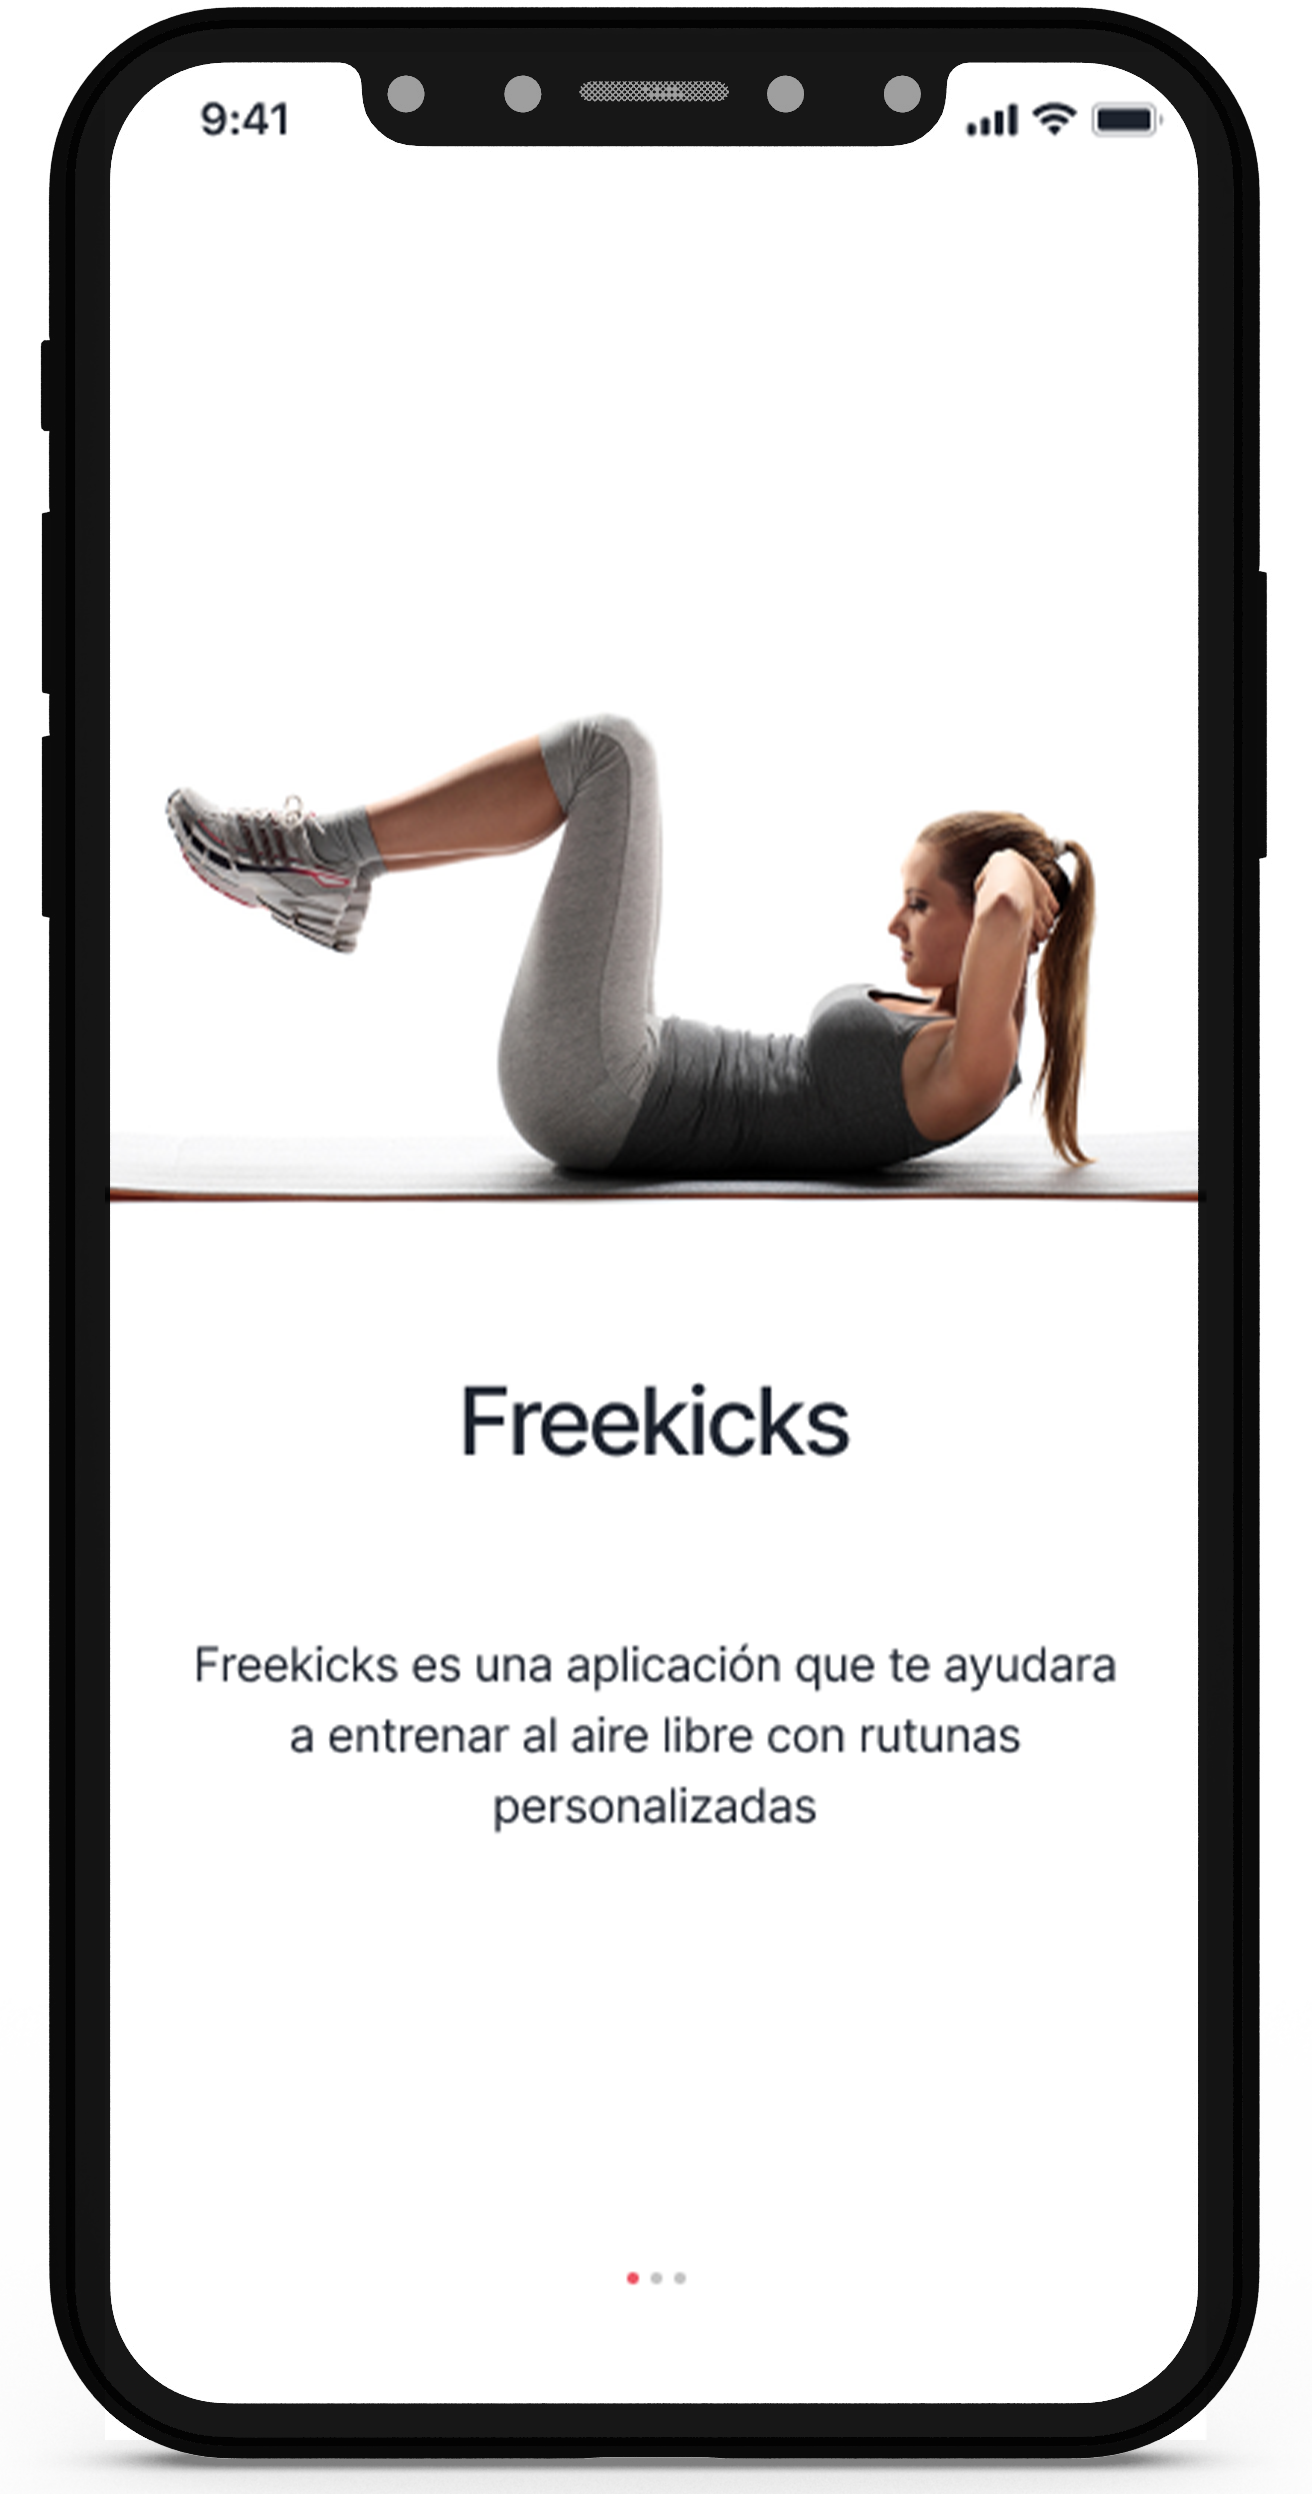 9:41
Freekicks
Freekicks es una aplicación que te ayudara
a entrenar al aire libre con rutunas
personalizadas